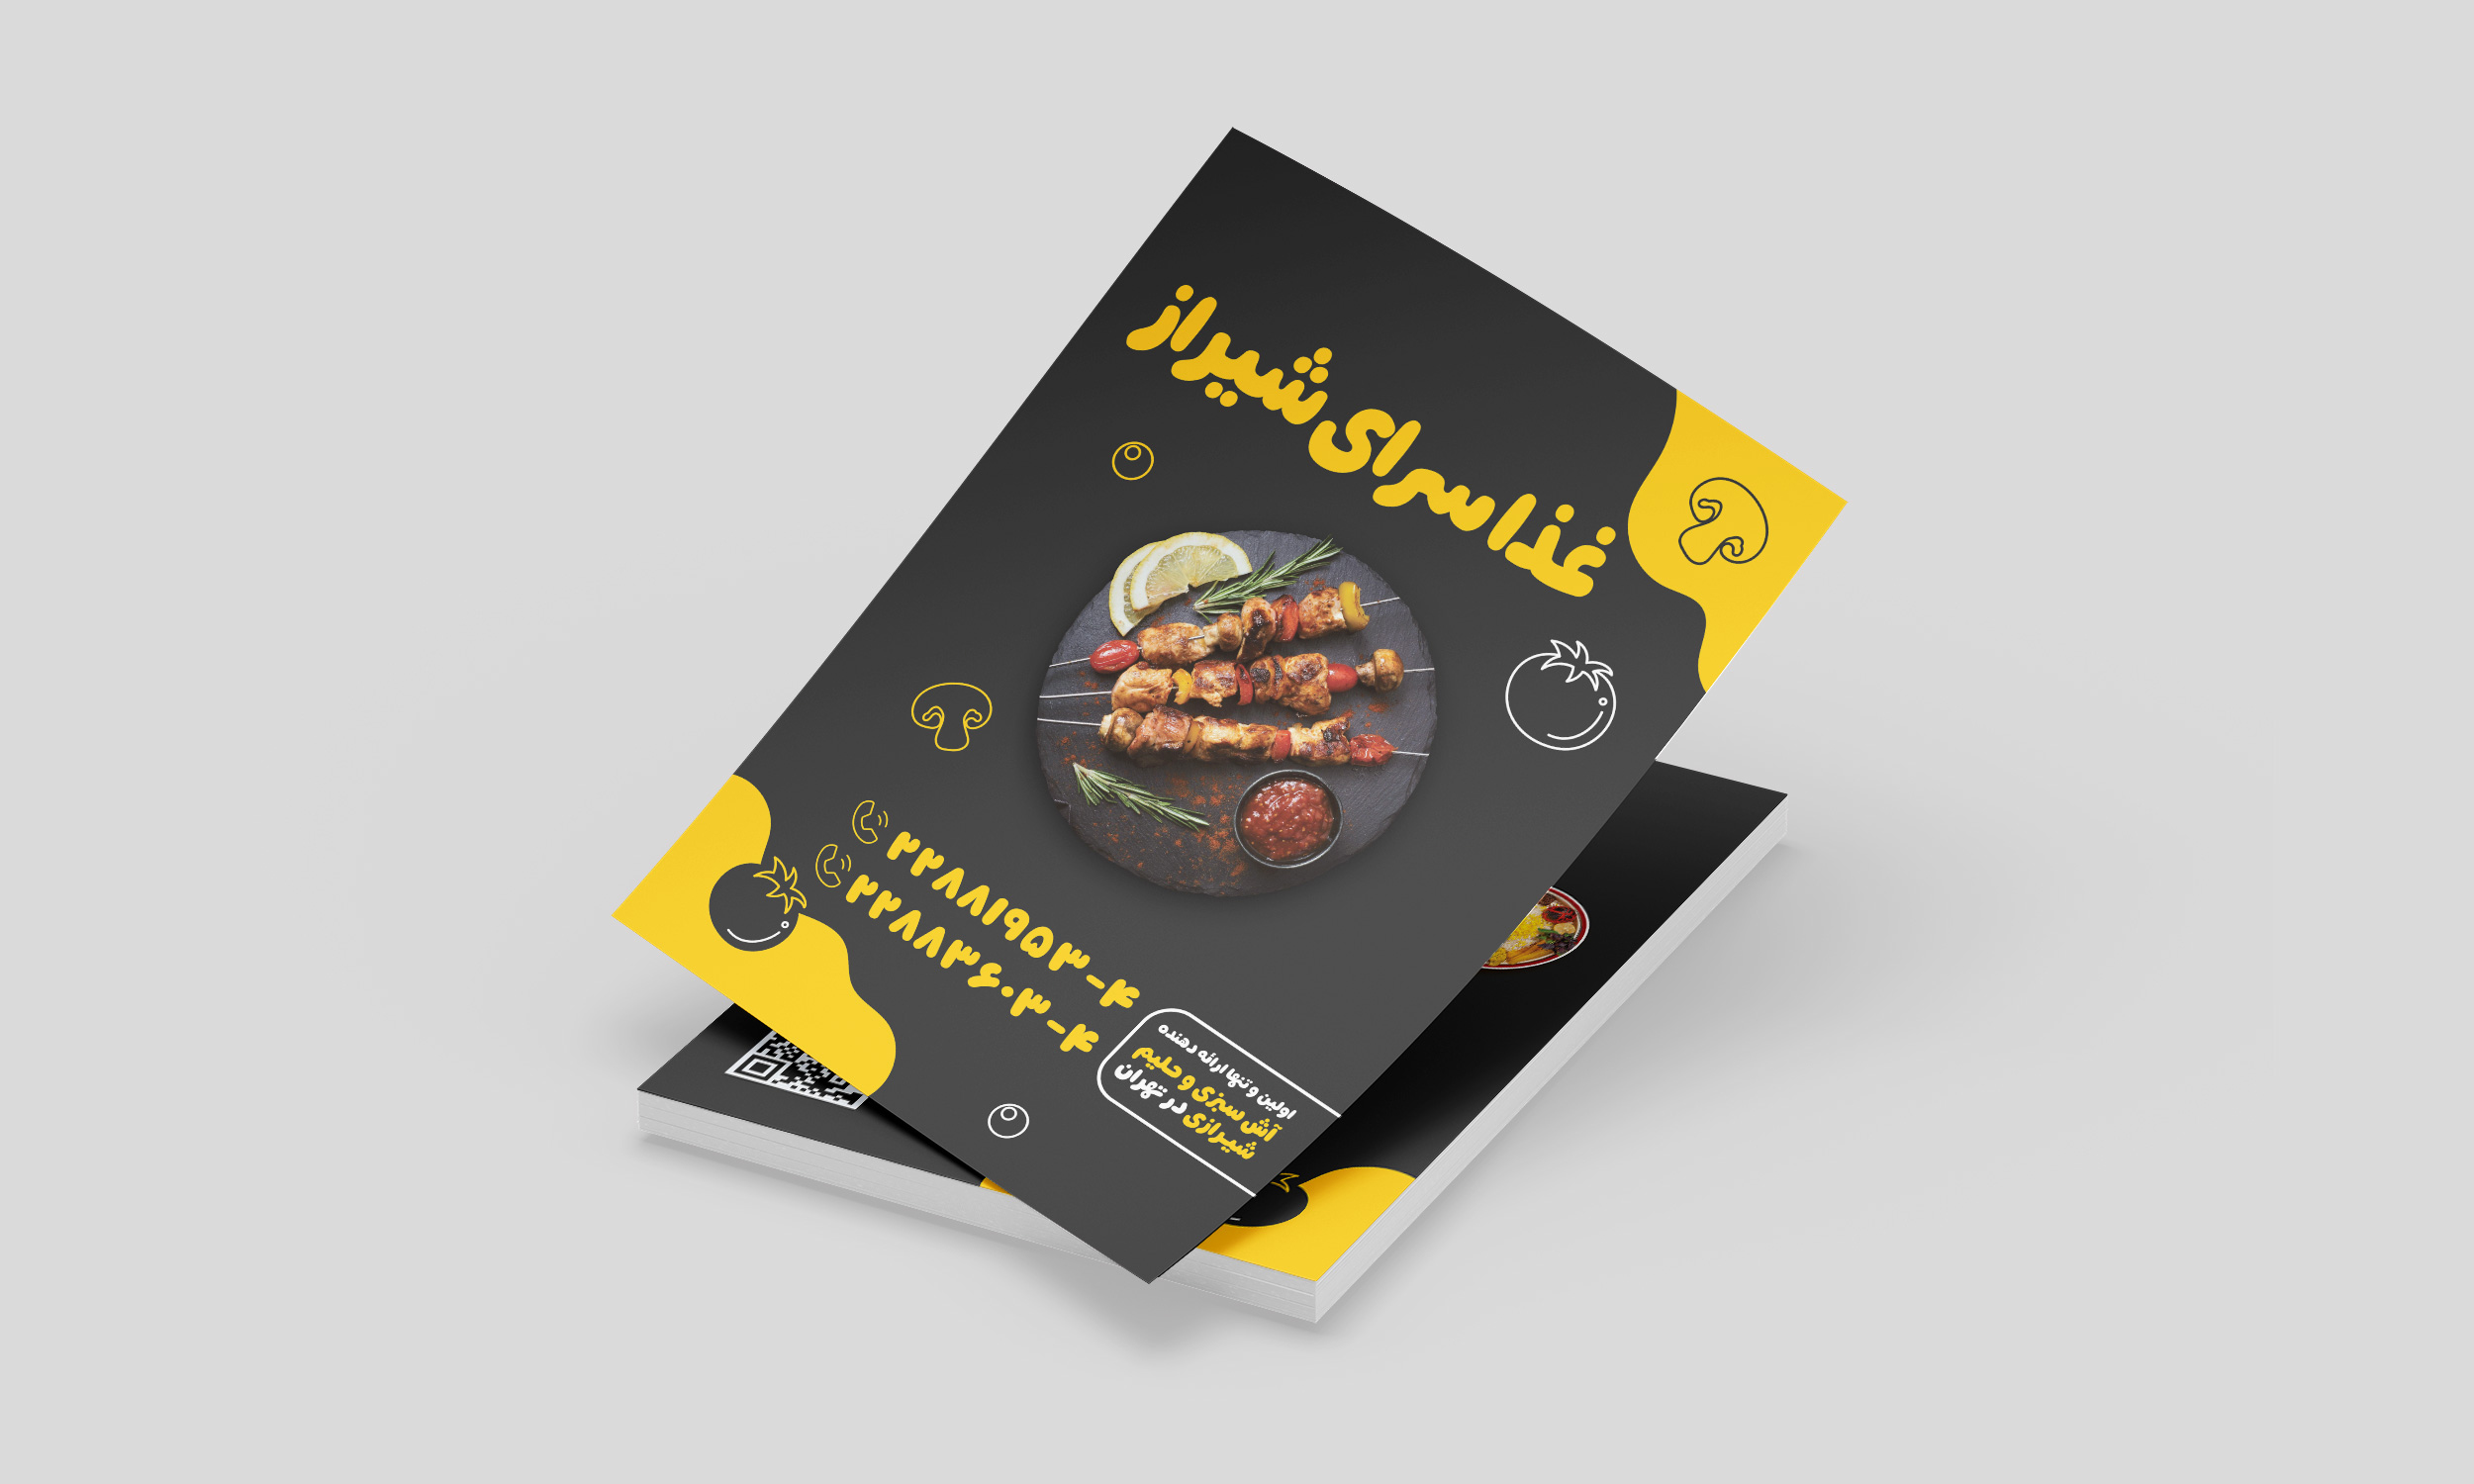 غذاسرای شیراز
۲۲۸۸۱۹۵۳-۴
۲۲۸۸۳۶۰۳-۴
اولین و تنها ارائه دهنده
آش سبزی و حلیم
شیرازی در تهران